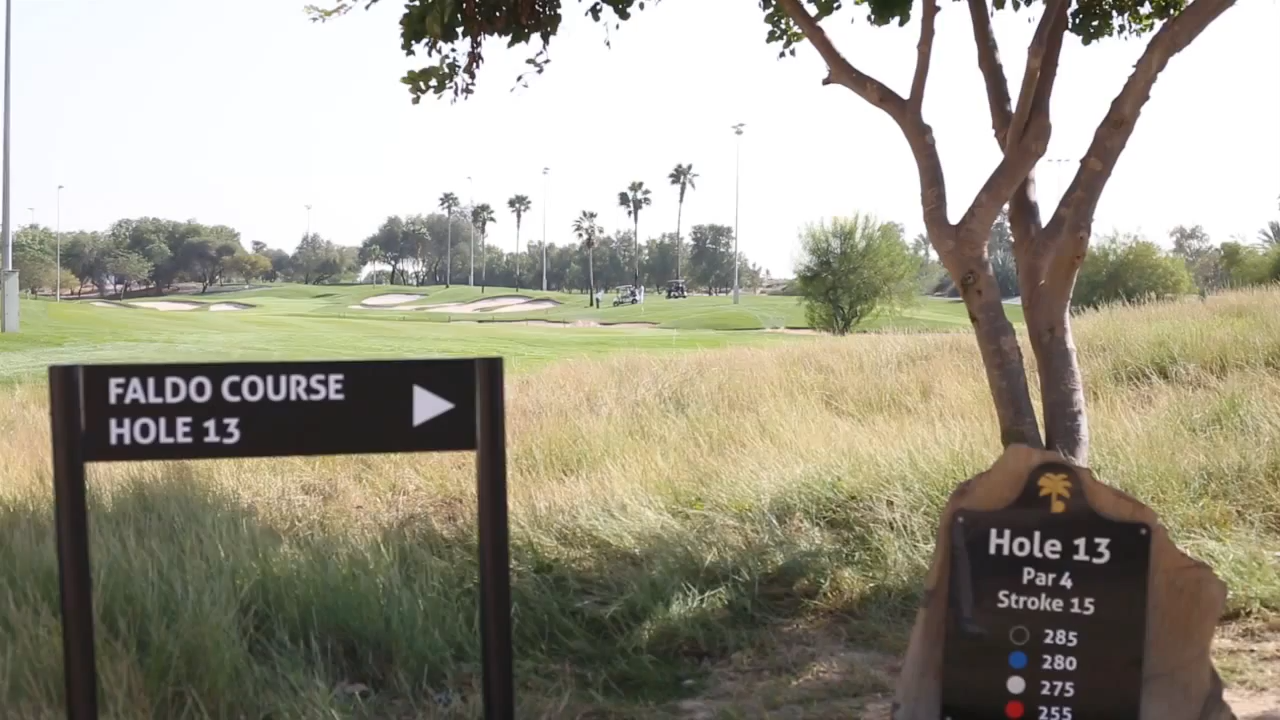 FALDO COURSE
HOLE 13
Hole 13
Par 4
Stroke 15
285
280
275
255